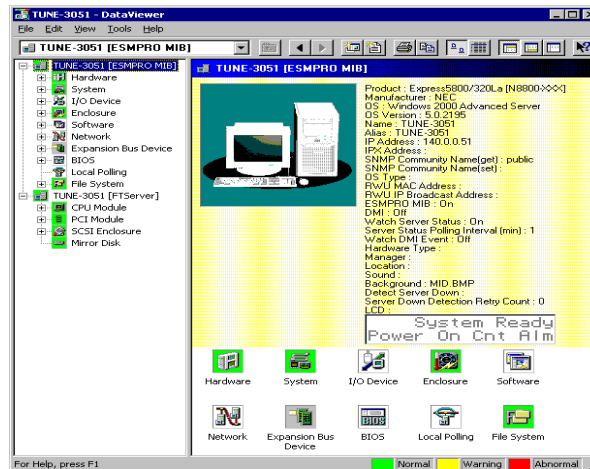 TUNE-3051 - DataViewer
File Edit View Tools Help
TUNE-3051 [ESMPRO MIB]
TUNE-3051 [ESMPRO MIB]
Hardware
System
I/O Device
Enclosure
Software
Network
Expansion Bus Device
BIOS
Local Polling
File System
TUNE-3051 [FTServer]
CPU Module
PCI Module
SCSI Enclosure
Mirror Disk
TUNE-3051 [ESMPRO MIB]
Product : Express5800/320La [N8800-XXX]
Manufacturer : NEC
OS : Windows 2000 Advanced Server
OS Version : 5.0.2195
Name : TUNE-3051
Alias : TUNE-3051
IP Address : 140.0.0.51
IPX Address :
SNMP Community Name(get) : public
SNMP Community Name(set) :
OS Type :
RWU MAC Address :
RWU IP Broadcast Address :
ESMPRO MIB : On
DMI : Off
Watch Server Status : On
Server Status Polling Interval (min) : 1
Watch DMI Event : Off
Hardware Type :
Manager :
Location :
Sound :
Background : MID.BMP
Detect Server Down :
Server Down Detection Retry Count : 0
LCD :
System Ready
Power On Cnt Alm
Hardware System I/O Device Enclosure Software
BIOS
Network Expansion Bus Device BIOS Local Polling File System
For Help, press F1 Normal Warning Abnormal